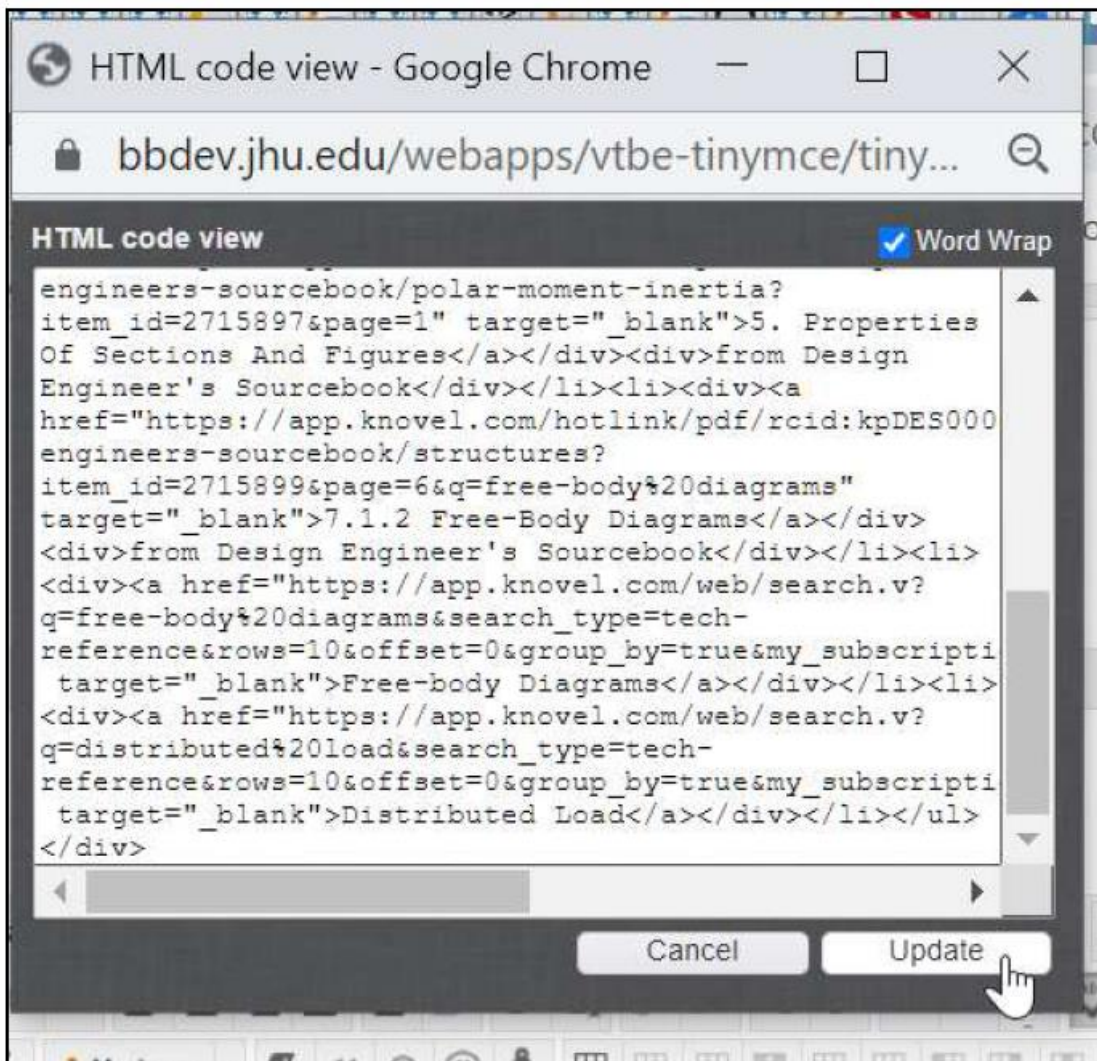 HTML code view - Google Chrome
bbdev.jhu.edu/webapps/vtbe-tinymce/tiny...
HTML code view
Word Wrap
engineers-sourcebook/polar-moment-inertia?
item_id=2715897&page=1" target="_blank">5. Properties
Of Sections And Figures</a></div><div>from Design
Engineer's Sourcebook</div></li><li><div><a
href="https://app.knovel.com/hotlink/pdf/rcid:kpDES000
engineers-sourcebook/structures?
item_id=2715899&page=6&q=free-body%20diagrams"
target="_blank">7.1.2 Free-Body Diagrams</a></div>
<div>from Design Engineer's Sourcebook</div></li><li>
<div><a href="https://app.knovel.com/web/search.v?
q=free-body%20diagrams&search_type=tech-
reference&rows=10&offset=0&group_by=true&my_subscripti
target="_blank">Free-body Diagrams</a></div></li><li>
<div><a href="https://app.knovel.com/web/search.v?
q=distributed%20load&search_type=tech-
reference&rows=10&offset=0&group_by=true&my_subscripti
target="_blank">Distributed Load</a></div></li></ul>
</div>
Cancel
Update